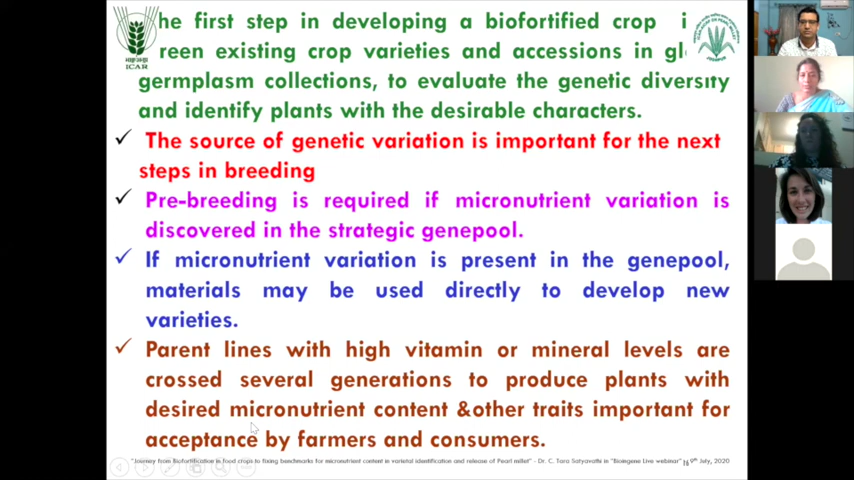 he first step in developing a biofortified crop i
reen existing crop varieties and accessions in gl
germplasm collections, to evaluate the genetic diversity
and identify plants with the desirable characters.
✓ The source of genetic variation is important for the next
steps in breeding
✓ Pre-breeding is required if micronutrient variation is
discovered in the strategic genepool.
✓ If micronutrient variation is present in the genepool,
materials may be used directly to develop new
varieties.
✓ Parent lines with high vitamin or mineral levels are
crossed several generations to produce plants with
desired micronutrient content &other traits important for
acceptance by farmers and consumers.
"Journey from Biofortification in food crops to fixing benchmarks for micronutrient content in varietal identification and release of Pearl millet" - Dr. C. Tara Satyavathi in "Bioingene Live webinar" 9th July, 2020
ICAR